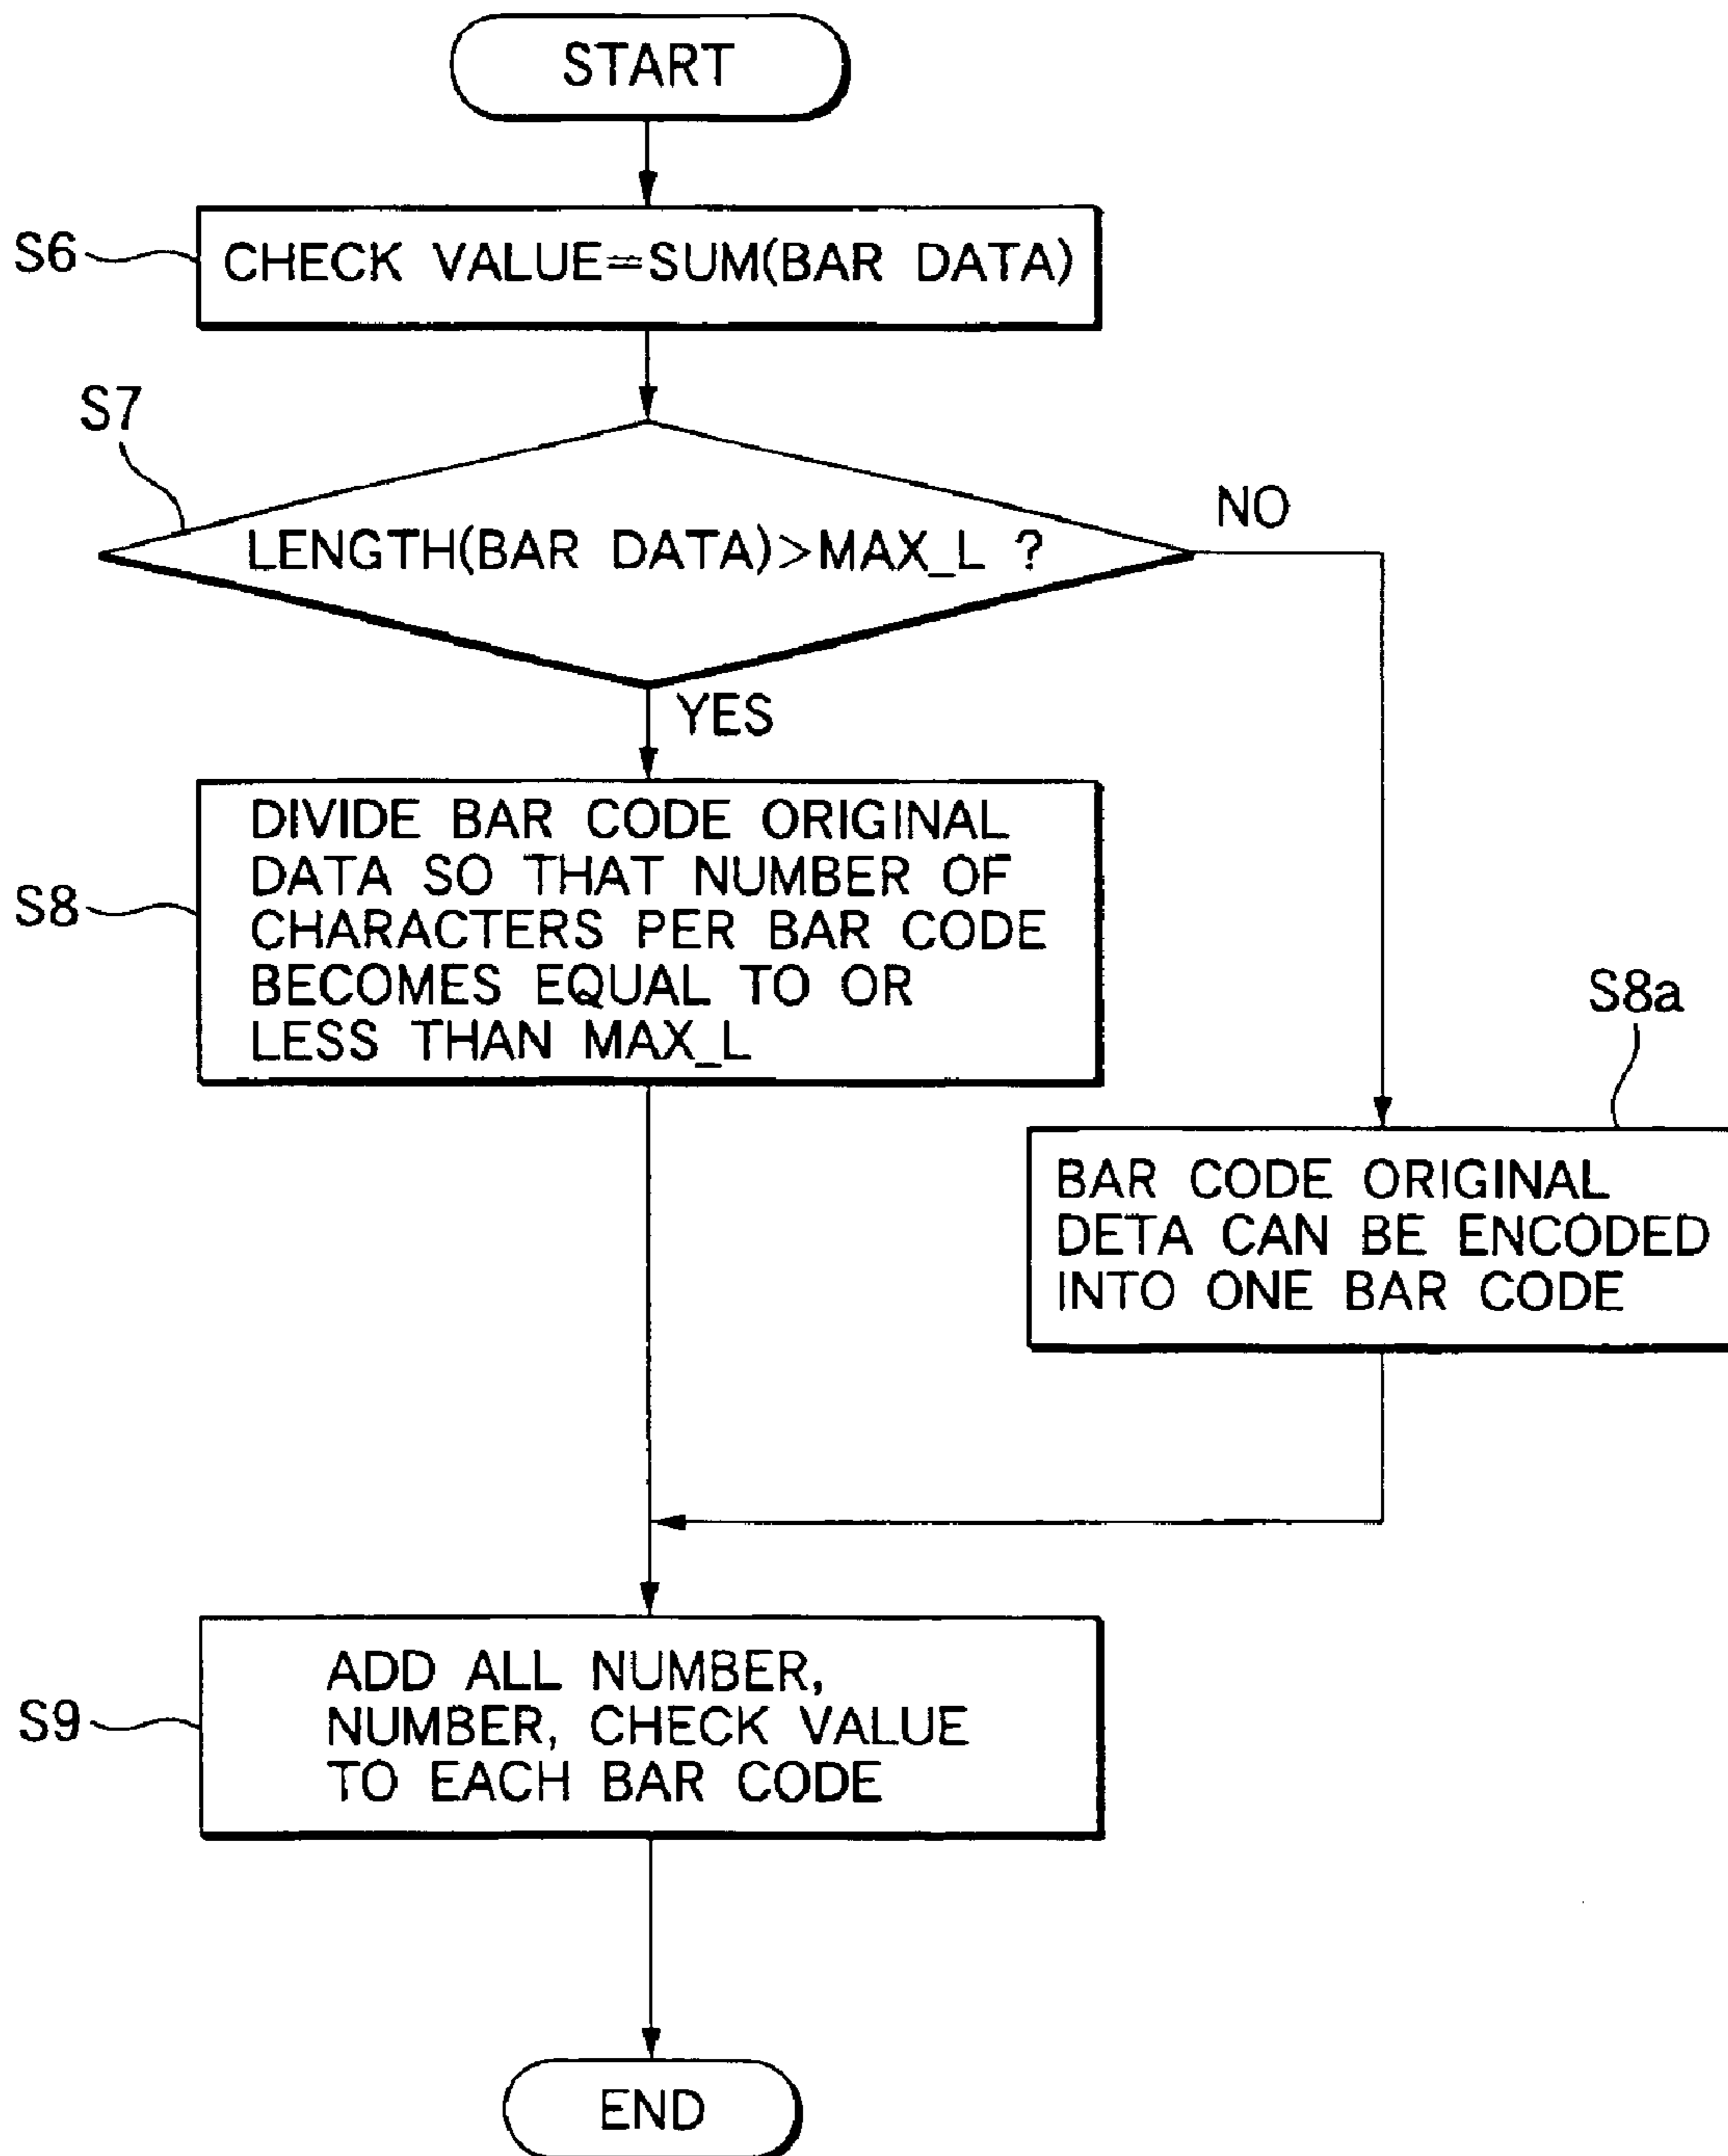 START
S6
CHECK VALUE=SUM(BAR DATA)
S7
LENGTH(BAR DATA)>MAX_L ?
NO
YES
S8
DIVIDE BAR CODE ORIGINAL
DATA SO THAT NUMBER OF
CHARACTERS PER BAR CODE
BECOMES EQUAL TO OR
LESS THAN MAX_L
S8a
BAR CODE ORIGINAL
DETA CAN BE ENCODED
INTO ONE BAR CODE
S9
ADD ALL NUMBER,
NUMBER, CHECK VALUE
TO EACH BAR CODE
END